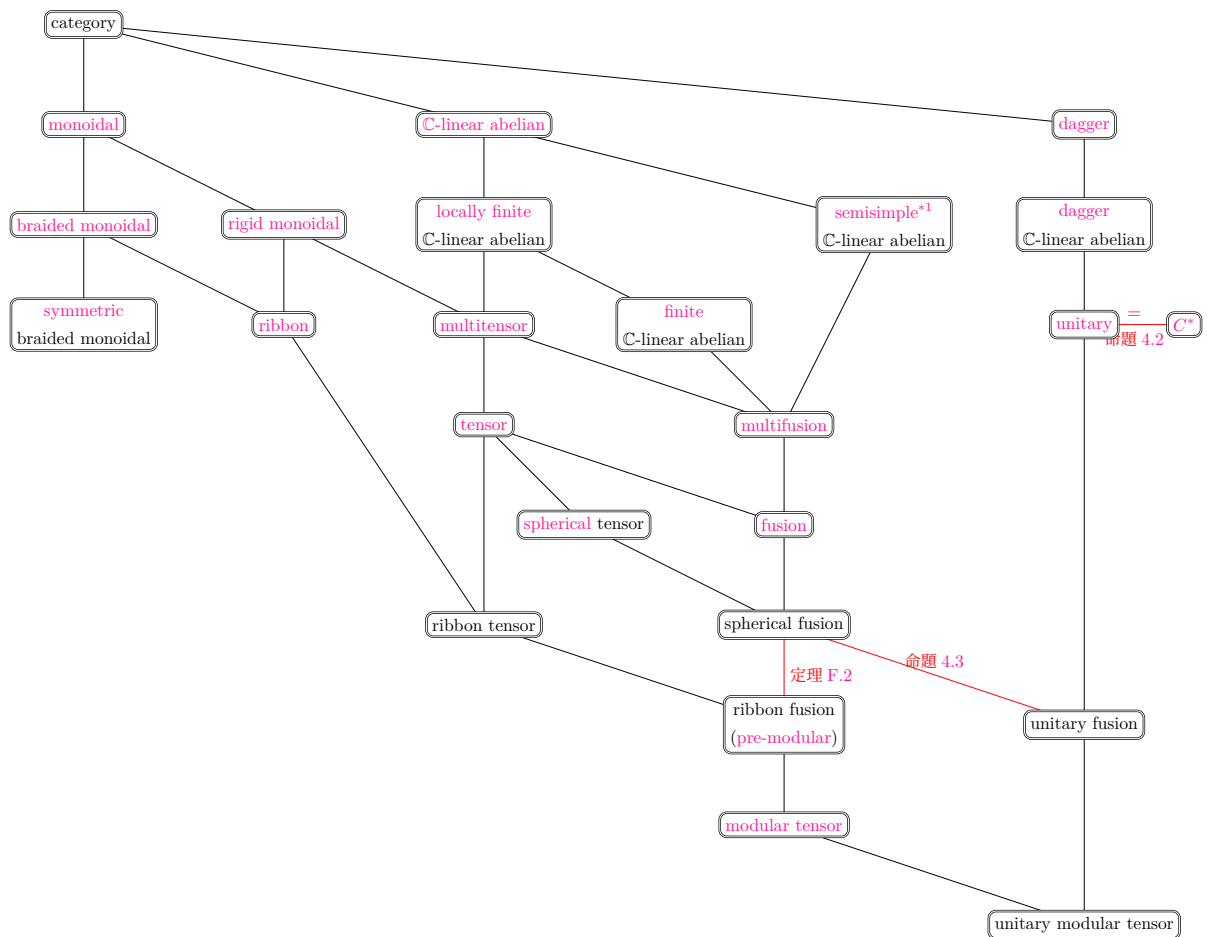 category
monoidal
ℂ-linear abelian
dagger
braided monoidal
rigid monoidal
locally finite
ℂ-linear abelian
semisimple*1
ℂ-linear abelian
dagger
ℂ-linear abelian
symmetric
braided monoidal
ribbon
multitensor
finite
ℂ-linear abelian
unitary
=
命題 4.2
C*
tensor
multifusion
spherical tensor
fusion
ribbon tensor
spherical fusion
命題 4.3
定理 F.2
ribbon fusion
(pre-modular)
unitary fusion
modular tensor
unitary modular tensor